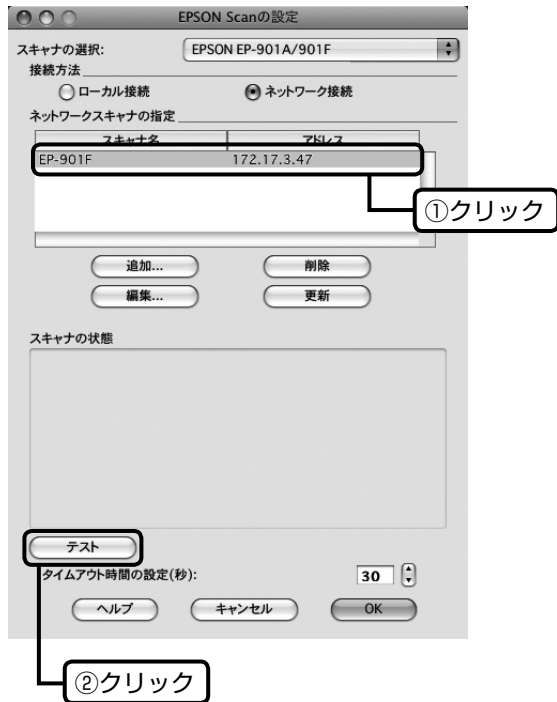 EPSON Scanの設定
スキャナの選択: EPSON EP-901A/901F
接続方法
ローカル接続 ネットワーク接続
ネットワークスキャナの指定
スキャナ名 アドレス
EP-901F 172.17.3.47
①クリック
追加... 削除
編集... 更新
スキャナの状態
テスト
タイムアウト時間の設定(秒): 30
ヘルプ キャンセル OK
②クリック